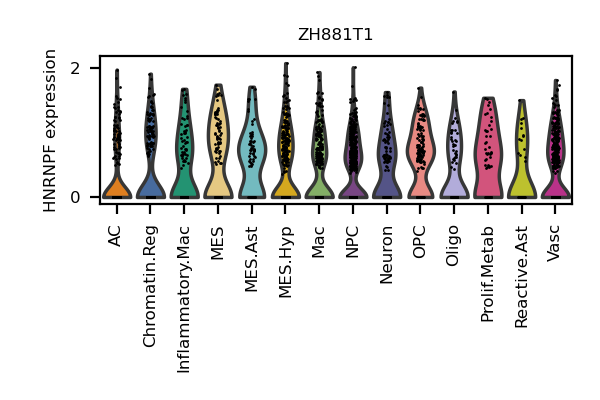 ZH881T1
HNRNPF expression
2
0
AC
Chromatin.Reg
Inflammatory.Mac
MES
MES.Ast
MES.Hyp
Mac
NPC
Neuron
OPC
Oligo
Prolif.Metab
Reactive.Ast
Vasc